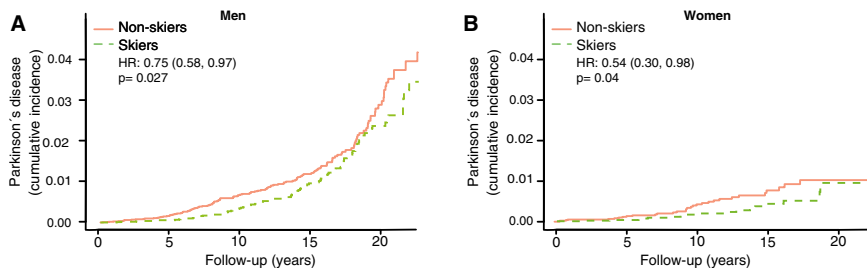 A
Men
Non-skiers
Skiers
HR: 0.75 (0.58, 0.97)
p= 0.027
Parkinson´s disease
(cumulative incidence)
0.04
0.03
0.02
0.01
0.00
0 5 10 15 20
Follow-up (years)
B
Women
Non-skiers
Skiers
HR: 0.54 (0.30, 0.98)
p= 0.04
Parkinson´s disease
(cumulative incidence)
0.04
0.03
0.02
0.01
0.00
0 5 10 15 20
Follow-up (years)